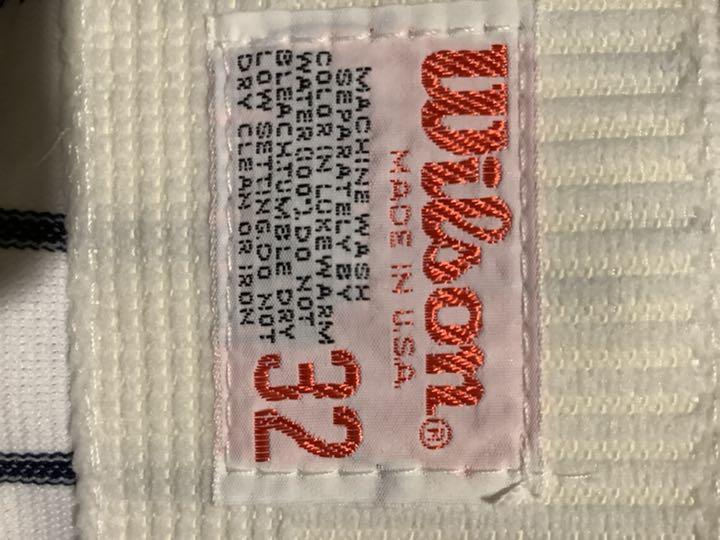 Wilson®
MADE IN U.S.A.
MACHINE WASH
SEPARATELY BY
COLOR IN LUKEWARM
WATER(100°).DO NOT
BLEACH.TUMBLE DRY
LOW SETTING.DO NOT
DRY CLEAN OR IRON
32